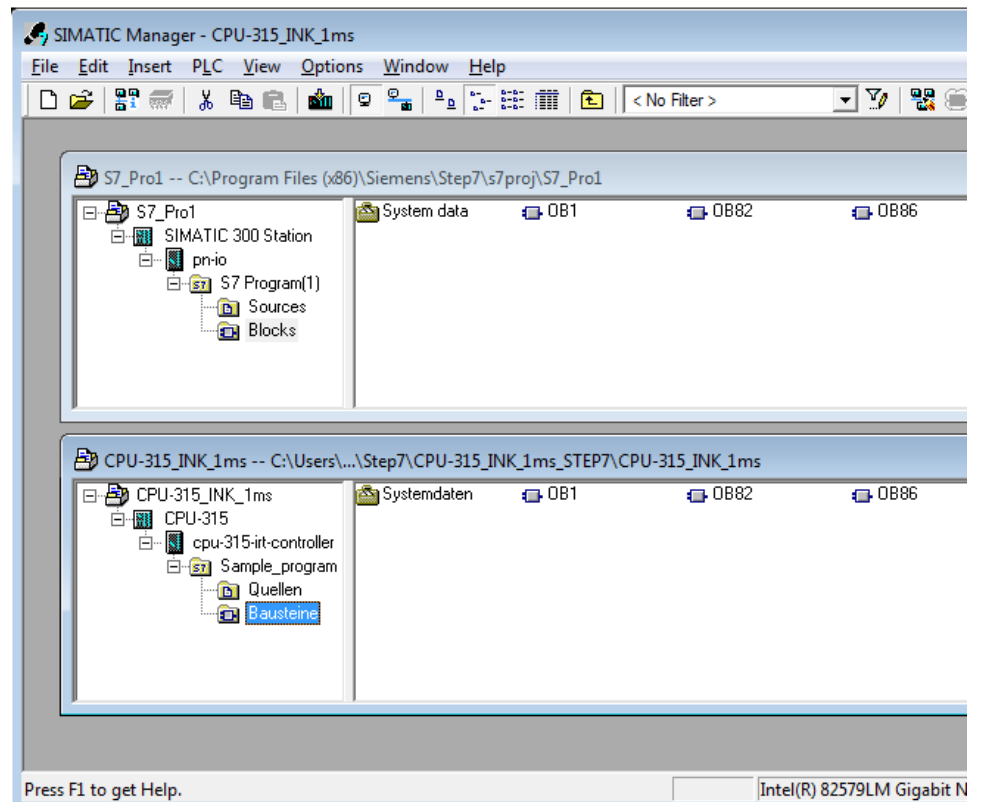 SIMATIC Manager - CPU-315_INK_1ms
File Edit Insert PLC View Options Window Help
< No Filter >
S7_Pro1 -- C:\Program Files (x86)\Siemens\Step7\s7proj\S7_Pro1
S7_Pro1
SIMATIC 300 Station
pn-io
S7 Program(1)
Sources
Blocks
System data OB1 OB82 OB86
CPU-315_INK_1ms -- C:\Users\...\Step7\CPU-315_INK_1ms_STEP7\CPU-315_INK_1ms
CPU-315_INK_1ms
CPU-315
cpu-315-irt-controller
Sample_program
Quellen
Bausteine
Systemdaten OB1 OB82 OB86
Press F1 to get Help.
Intel(R) 82579LM Gigabit N